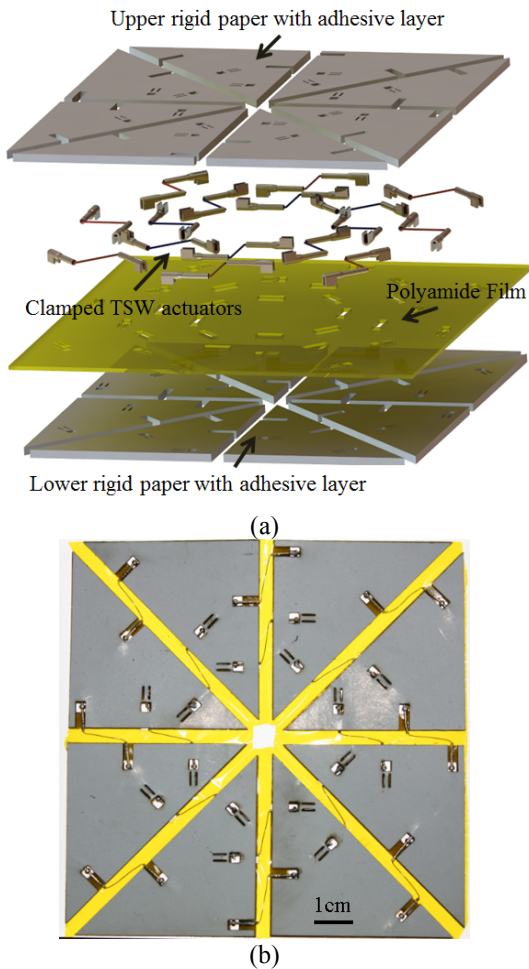 Upper rigid paper with adhesive layer
Clamped TSW actuators
Polyamide Film
Lower rigid paper with adhesive layer
(a)
1cm
(b)